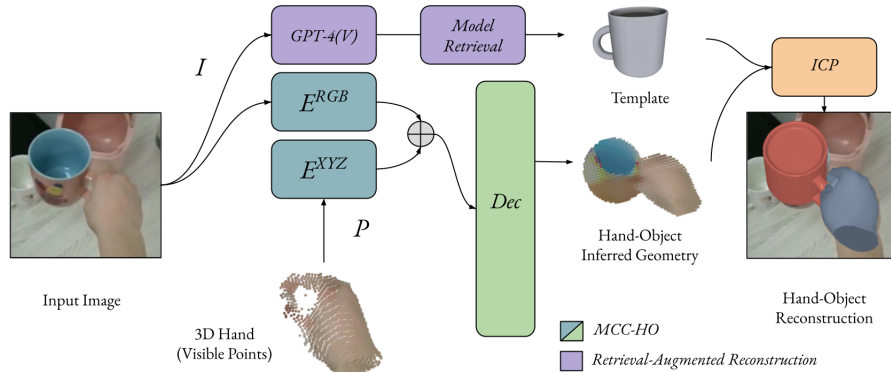 GPT-4(V)
Model
Retrieval
I
ICP
E^RGB
Template
E^XYZ
Dec
P
Hand-Object
Inferred Geometry
Input Image
3D Hand
(Visible Points)
Hand-Object
Reconstruction
MCC-HO
Retrieval-Augmented Reconstruction